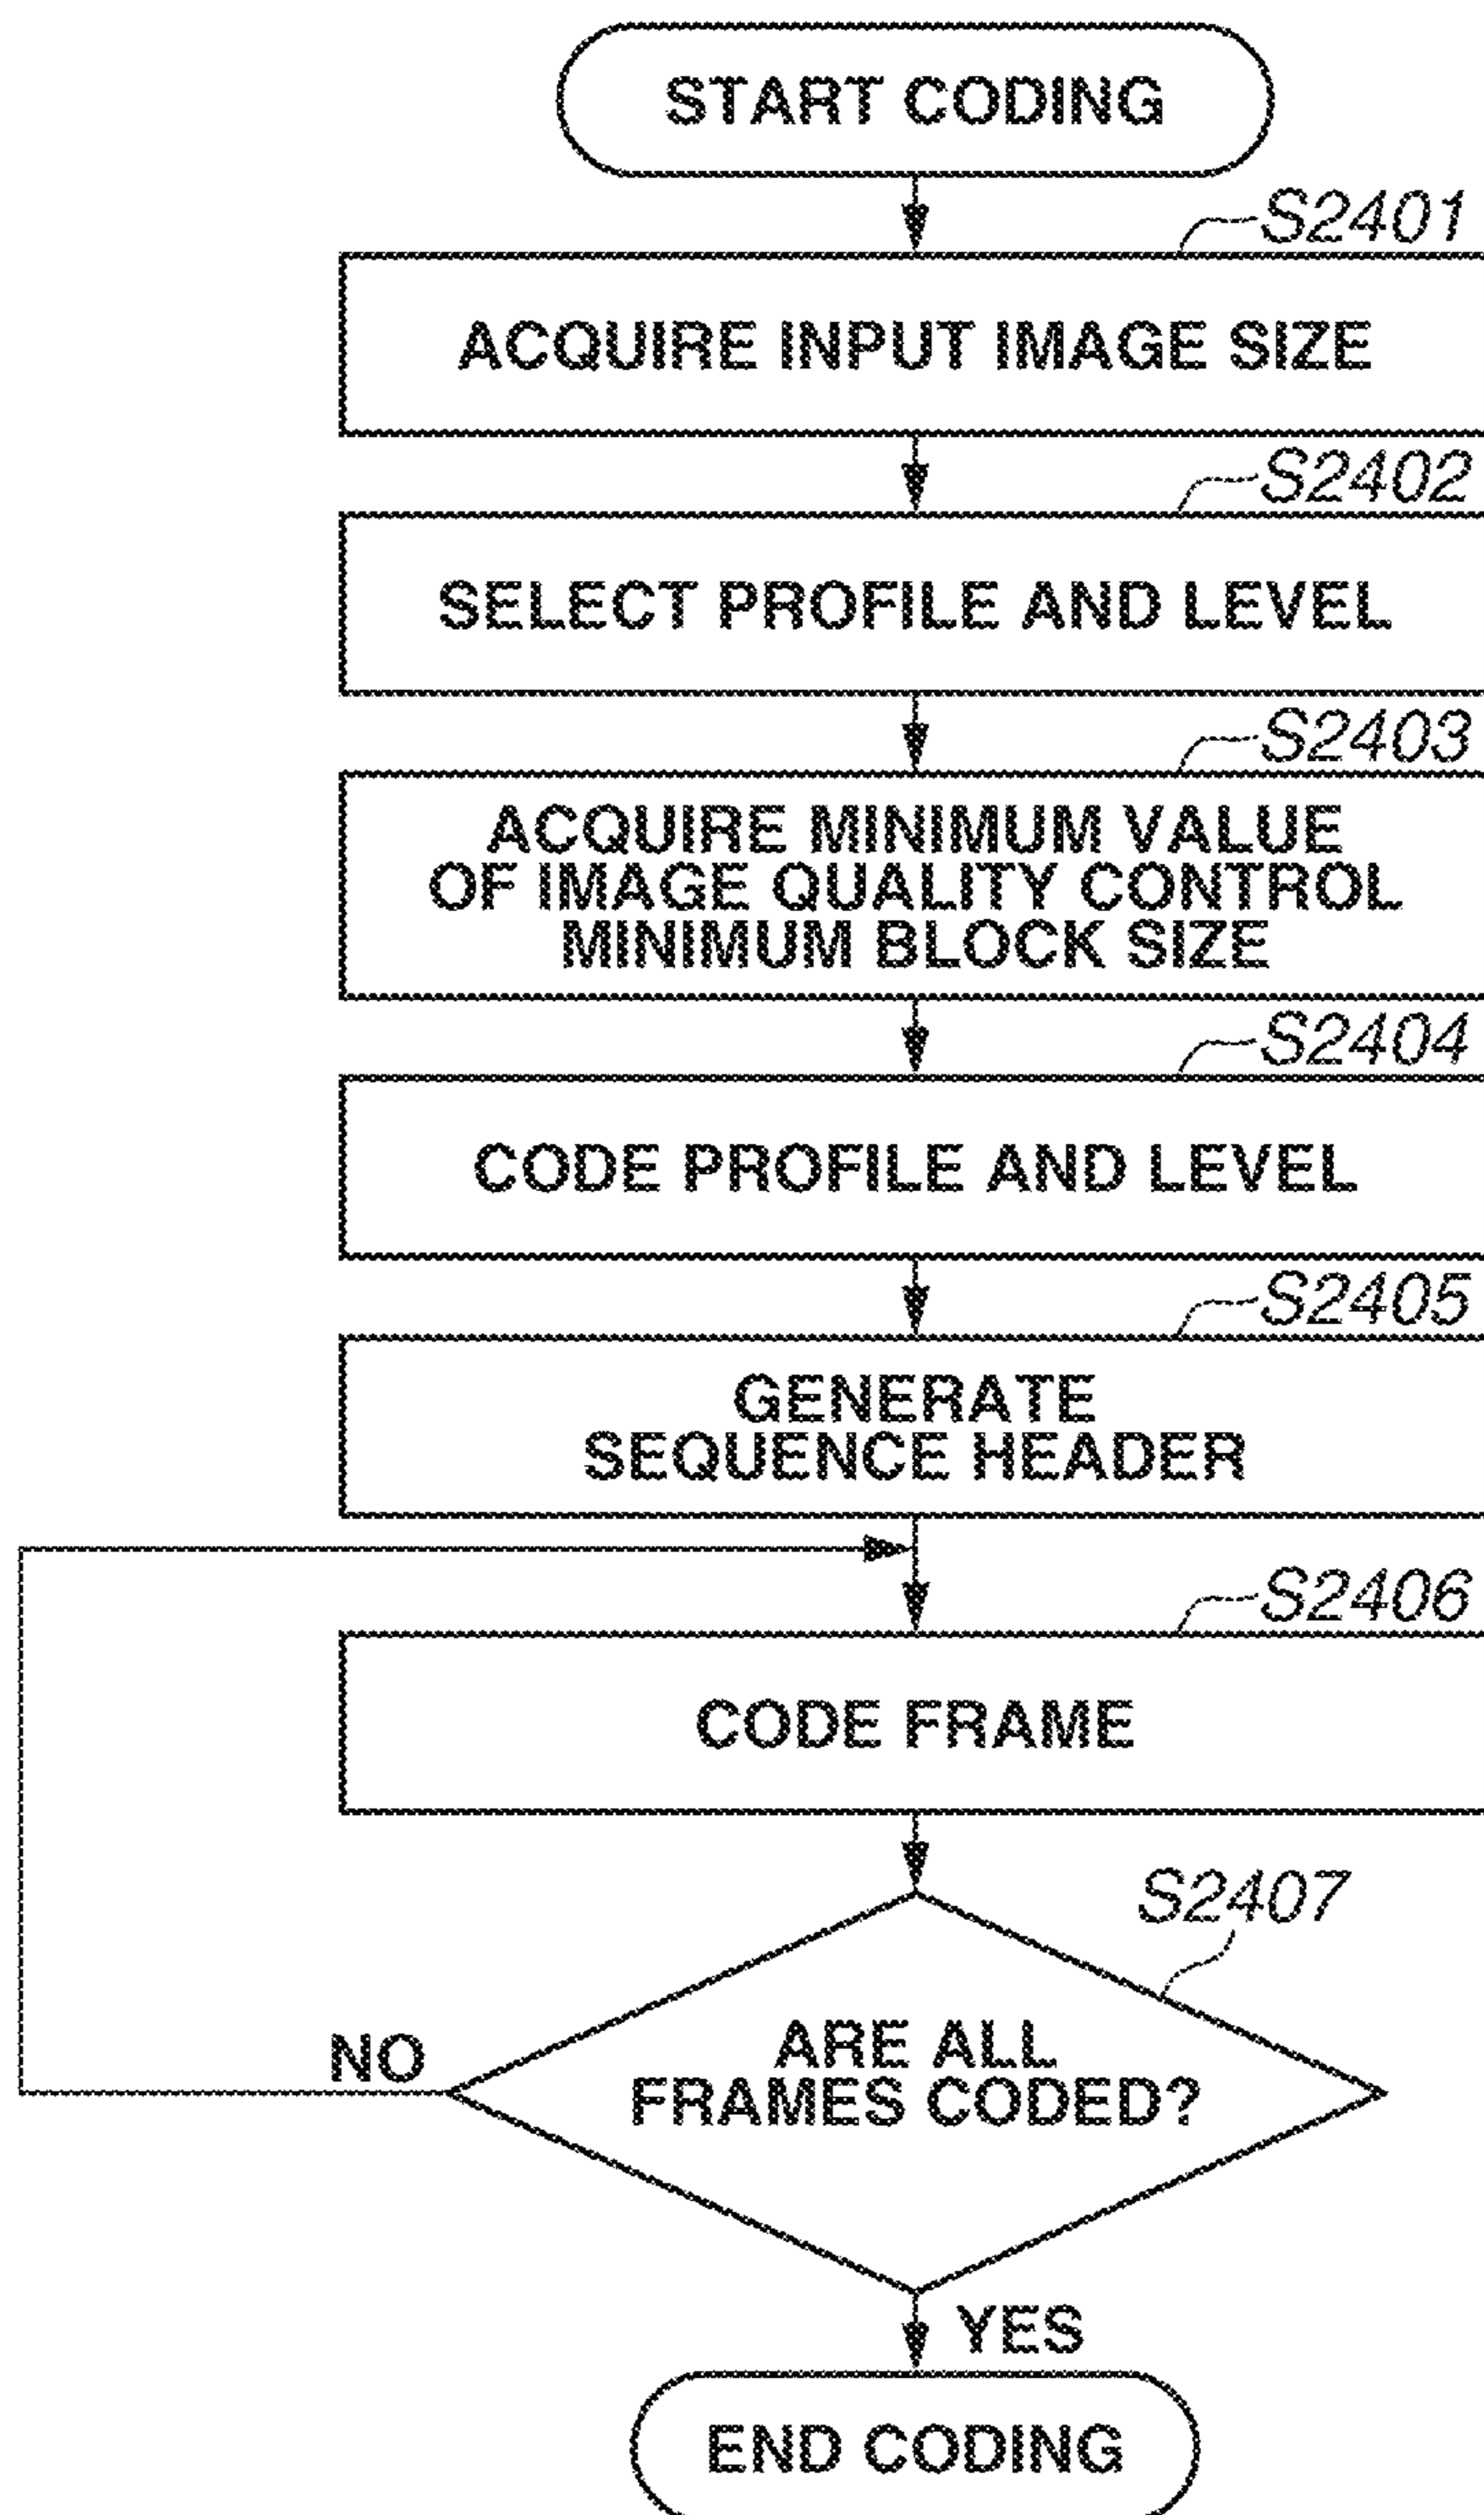 START CODING
S2401
ACQUIRE INPUT IMAGE SIZE
S2402
SELECT PROFILE AND LEVEL
S2403
ACQUIRE MINIMUM VALUE
OF IMAGE QUALITY CONTROL
MINIMUM BLOCK SIZE
S2404
CODE PROFILE AND LEVEL
S2405
GENERATE
SEQUENCE HEADER
S2406
CODE FRAME
S2407
ARE ALL
FRAMES CODED?
NO
YES
END CODING